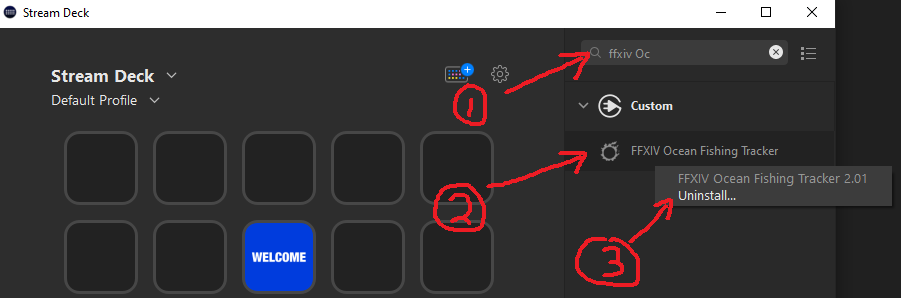 Stream Deck
ffxiv Oc
Stream Deck
Default Profile
1
Custom
FFXIV Ocean Fishing Tracker
2
FFXIV Ocean Fishing Tracker 2.01
Uninstall...
WELCOME
3